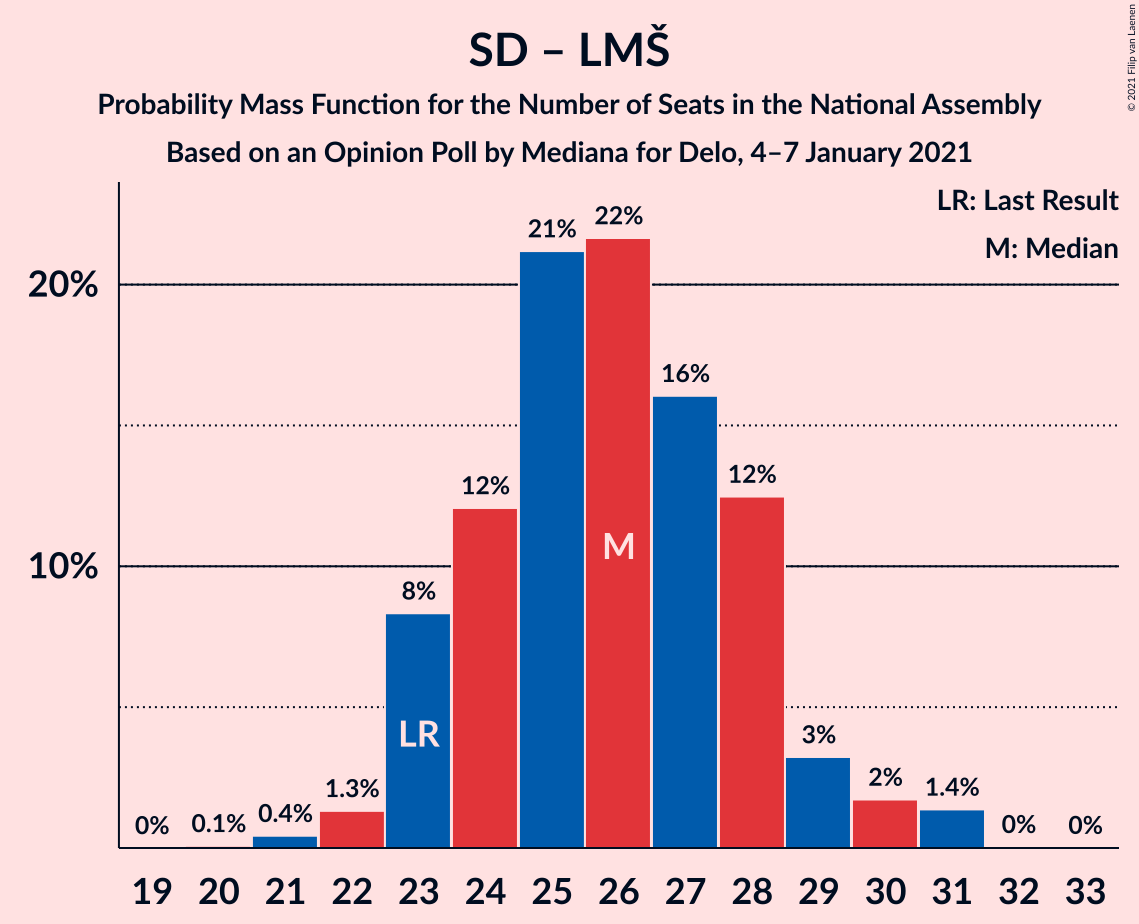 SD – LMŠ
Probability Mass Function for the Number of Seats in the National Assembly
Based on an Opinion Poll by Mediana for Delo, 4–7 January 2021
© 2021 Filip van Laenen
LR: Last Result
M: Median
20%
10%
0%
0.1%
0.4%
1.3%
8%
12%
21%
22%
16%
12%
3%
2%
1.4%
0%
0%
LR
M
19 20 21 22 23 24 25 26 27 28 29 30 31 32 33